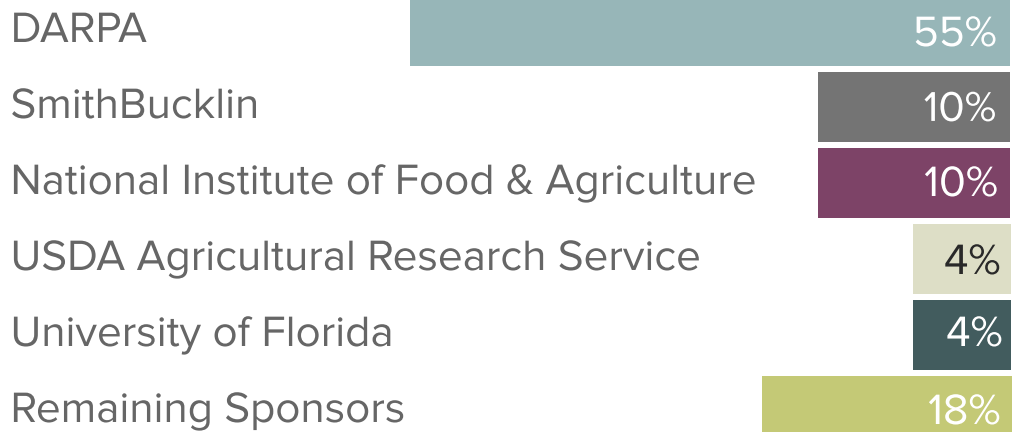 DARPA 55%
SmithBucklin 10%
National Institute of Food & Agriculture 10%
USDA Agricultural Research Service 4%
University of Florida 4%
Remaining Sponsors 18%